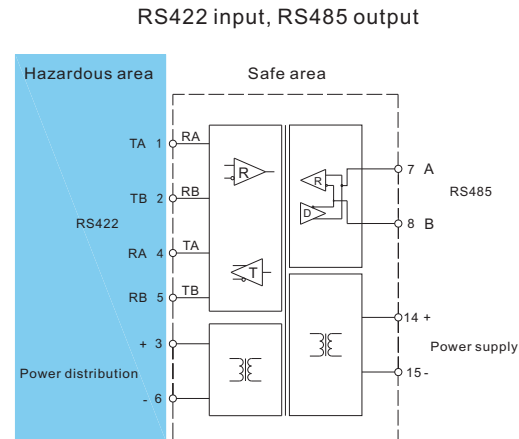 RS422 input, RS485 output
Hazardous area
Safe area
TA 1 RA
TB 2 RB
RS422
RA 4 TA
RB 5 TB
+ 3
Power distribution
- 6
R
T
R
D
7 A
RS485
8 B
14 +
Power supply
15 -